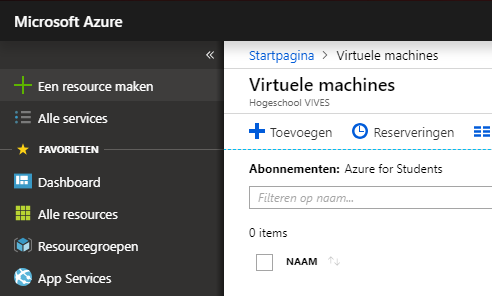 Microsoft Azure
«
Startpagina > Virtuele machines
Een resource maken
Virtuele machines
Hogeschool VIVES
Alle services
Toevoegen
Reserveringen
FAVORIETEN
Abonnementen: Azure for Students
Dashboard
Filteren op naam...
Alle resources
0 items
Resourcegroepen
NAAM
App Services